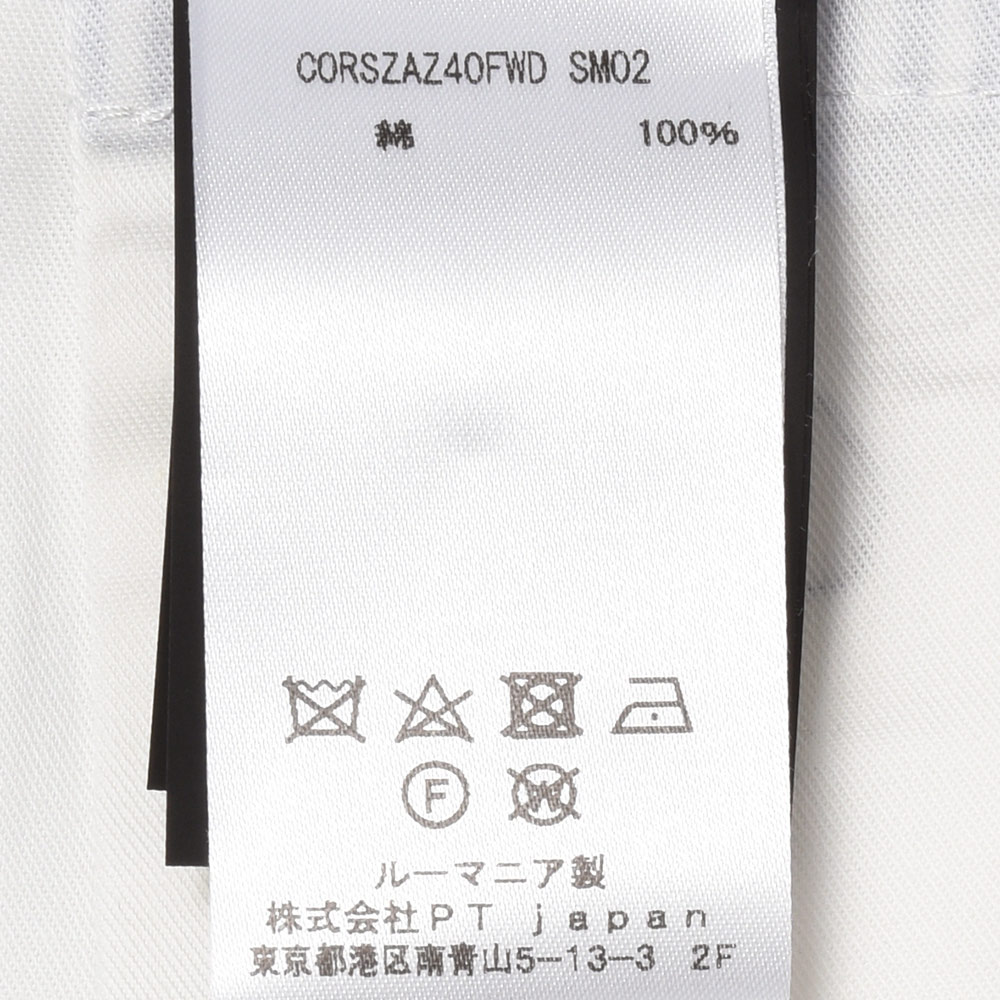 CORSZAZ40FWD SM02
綿 100%
F W
ルーマニア製
株式会社PT japan
東京都港区南青山5-13-3 2F